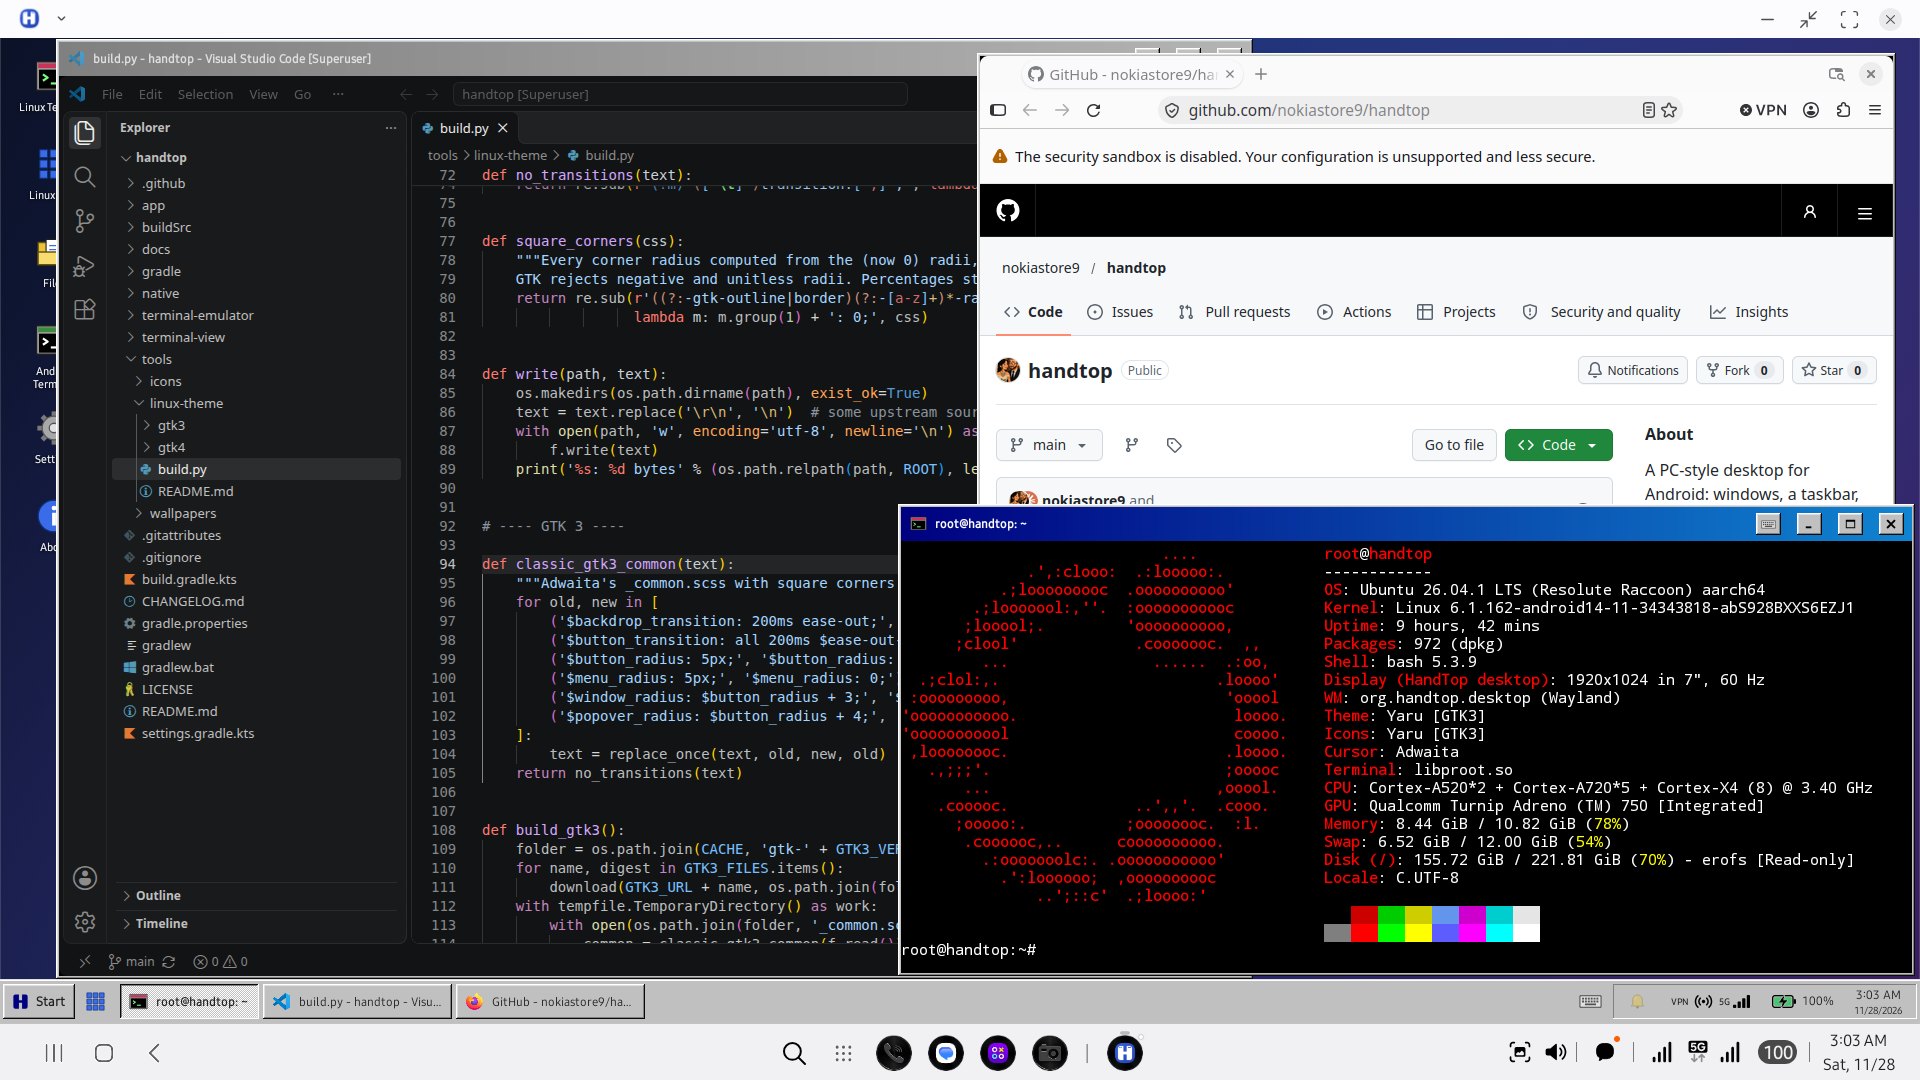 build.py - handtop - Visual Studio Code [Superuser]
File Edit Selection View Go ···
handtop [Superuser]
Explorer
handtop
.github
app
buildSrc
docs
gradle
native
terminal-emulator
terminal-view
tools
icons
linux-theme
gtk3
gtk4
build.py
README.md
wallpapers
.gitattributes
.gitignore
build.gradle.kts
CHANGELOG.md
gradle.properties
gradlew
gradlew.bat
LICENSE
README.md
settings.gradle.kts
Outline
Timeline
main
0 0
build.py
tools > linux-theme > build.py
72 def no_transitions(text):
75
76
77 def square_corners(css):
78 """Every corner radius computed from the (now 0) radii,
79 GTK rejects negative and unitless radii. Percentages
80 return re.sub(r'((?:-gtk-outline|border)(?:-[a-z]+)*-ra
81 lambda m: m.group(1) + ': 0;', css)
82
83
84 def write(path, text):
85 os.makedirs(os.path.dirname(path), exist_ok=True)
86 text = text.replace('\r\n', '\n') # some upstream
87 with open(path, 'w', encoding='utf-8', newline='\n') as
88 f.write(text)
89 print('%s: %d bytes' % (os.path.relpath(path, ROOT), le
90
91
92 # ---- GTK 3 ----
93
94 def classic_gtk3_common(text):
95 """Adwaita's _common.scss with square corners
96 for old, new in [
97 ('$backdrop_transition: 200ms ease-out;',
98 ('$button_transition: all 200ms $ease-out-
99 ('$button_radius: 5px;', '$button_radius:
100 ('$menu_radius: 5px;', '$menu_radius: 0;'
101 ('$window_radius: $button_radius + 3;',
102 ('$popover_radius: $button_radius + 4;',
103 ]:
104 text = replace_once(text, old, new, old)
105 return no_transitions(text)
106
107
108 def build_gtk3():
109 folder = os.path.join(CACHE, 'gtk-' + GTK3_VE
110 for name, digest in GTK3_FILES.items():
111 download(GTK3_URL + name, os.path.join(fol
112 with tempfile.TemporaryDirectory() as work:
113 with open(os.path.join(folder, '_common.sc
GitHub - nokiastore9/ha
github.com/nokiastore9/handtop
VPN
The security sandbox is disabled. Your configuration is unsupported and less secure.
nokiastore9 / handtop
Code Issues Pull requests Actions Projects Security and quality Insights
handtop Public
Notifications Fork 0 Star 0
main Go to file Code
About
A PC-style desktop for
Android: windows, a taskbar,
nokiastore9 and
root@handtop: ~
root@handtop
------------
OS: Ubuntu 26.04.1 LTS (Resolute Raccoon) aarch64
Kernel: Linux 6.1.162-android14-11-34343818-abS928BXXS6EZJ1
Uptime: 9 hours, 42 mins
Packages: 972 (dpkg)
Shell: bash 5.3.9
Display (HandTop desktop): 1920x1024 in 7", 60 Hz
WM: org.handtop.desktop (Wayland)
Theme: Yaru [GTK3]
Icons: Yaru [GTK3]
Cursor: Adwaita
Terminal: libproot.so
CPU: Cortex-A520*2 + Cortex-A720*5 + Cortex-X4 (8) @ 3.40 GHz
GPU: Qualcomm Turnip Adreno (TM) 750 [Integrated]
Memory: 8.44 GiB / 10.82 GiB (78%)
Swap: 6.52 GiB / 12.00 GiB (54%)
Disk (/): 155.72 GiB / 221.81 GiB (70%) - erofs [Read-only]
Locale: C.UTF-8
root@handtop:~#
Start
root@handtop: ~
build.py - handtop - Visu...
GitHub - nokiastore9/ha...
VPN 5G 100%
3:03 AM
11/28/2026
5G 100
3:03 AM
Sat, 11/28